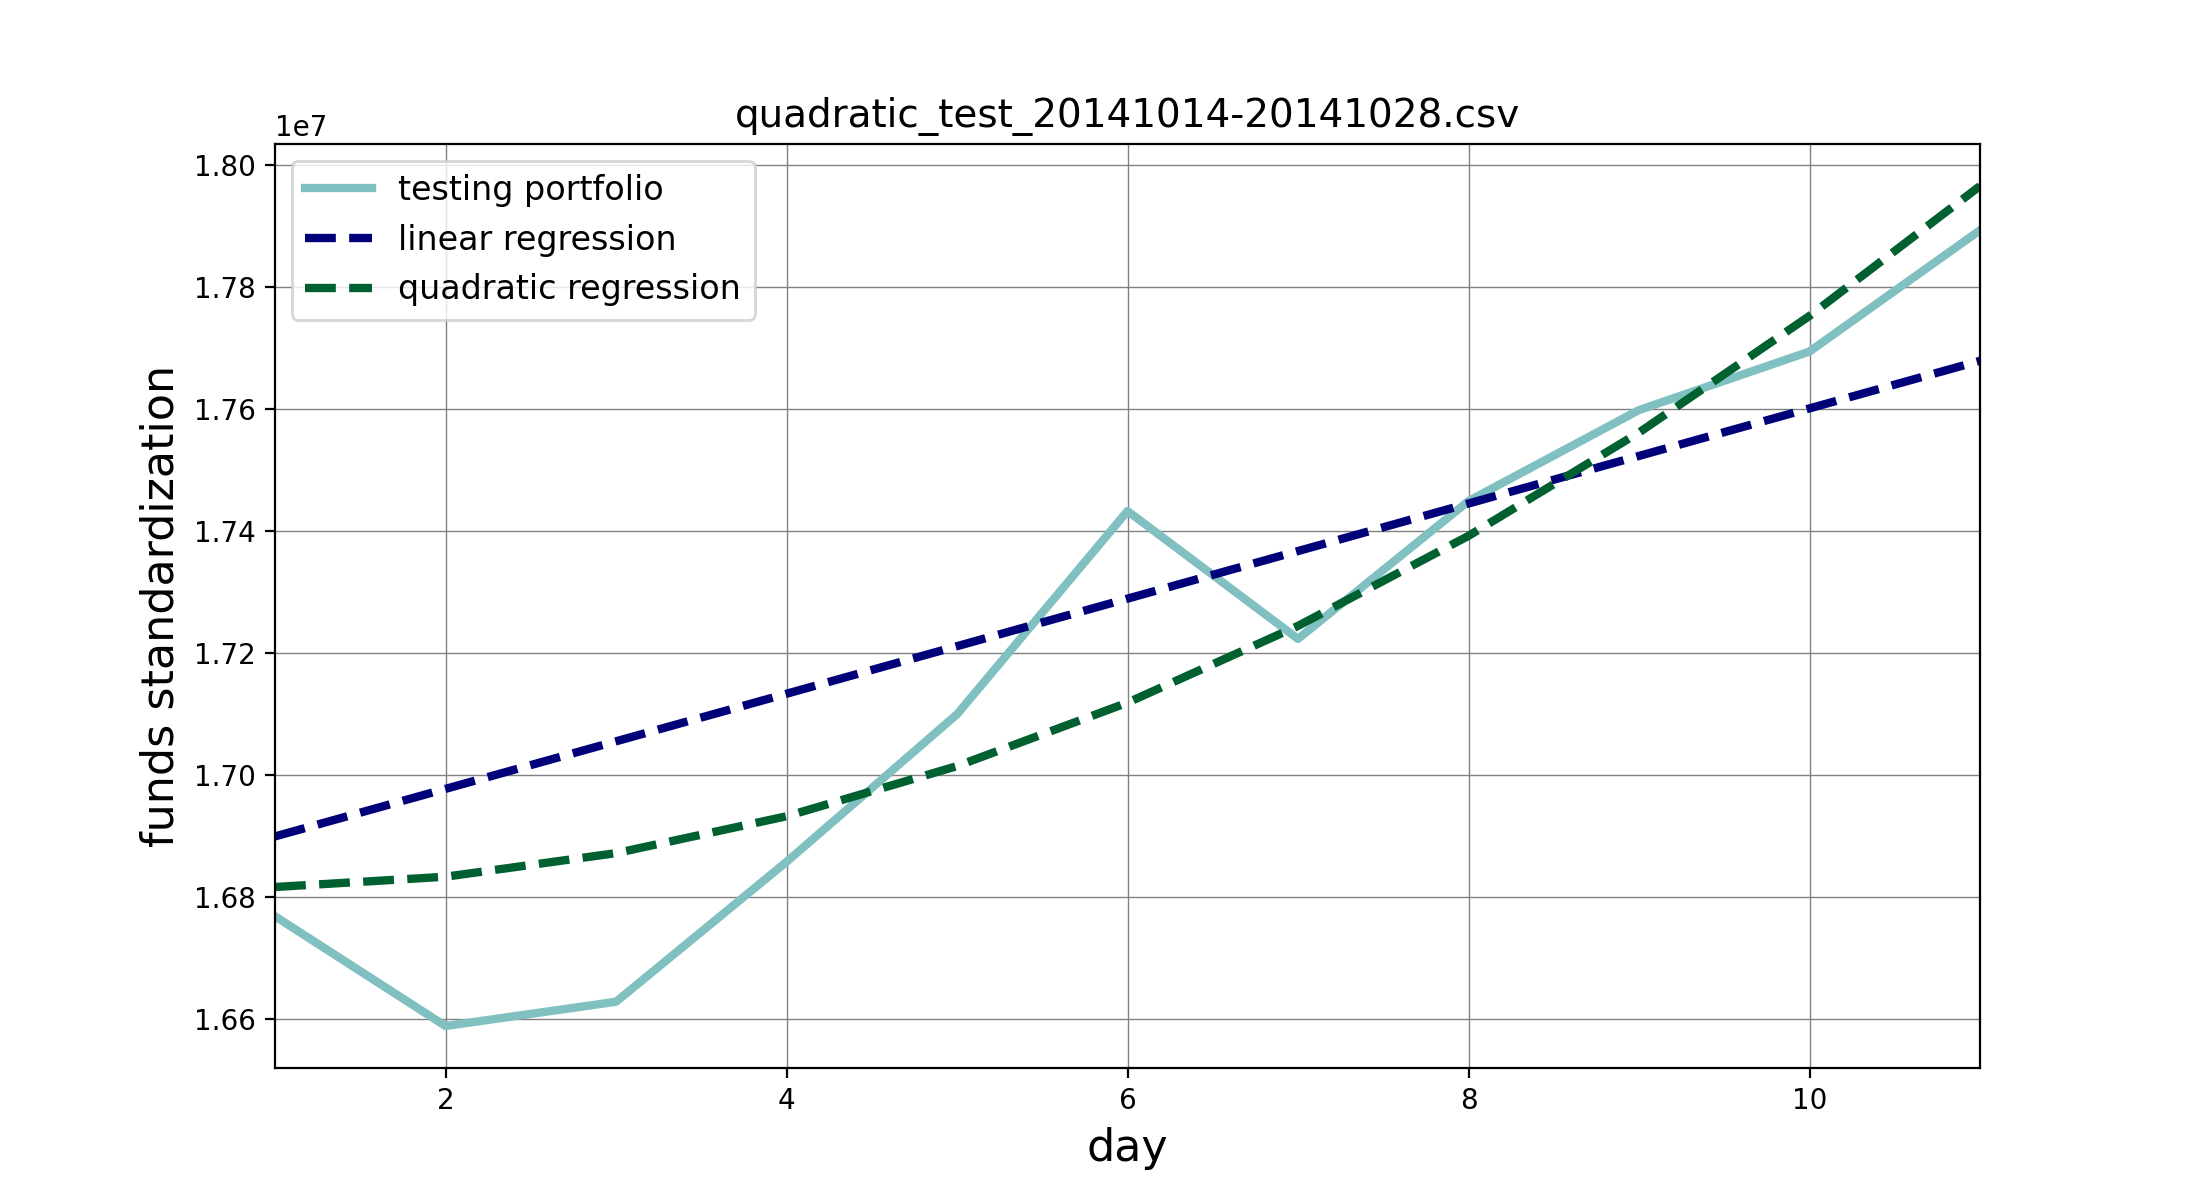 quadratic_test_20141014-20141028.csv
1e7
1.80
1.78
1.76
1.74
1.72
1.70
1.68
1.66
funds standardization
testing portfolio
linear regression
quadratic regression
2
4
6
8
10
day